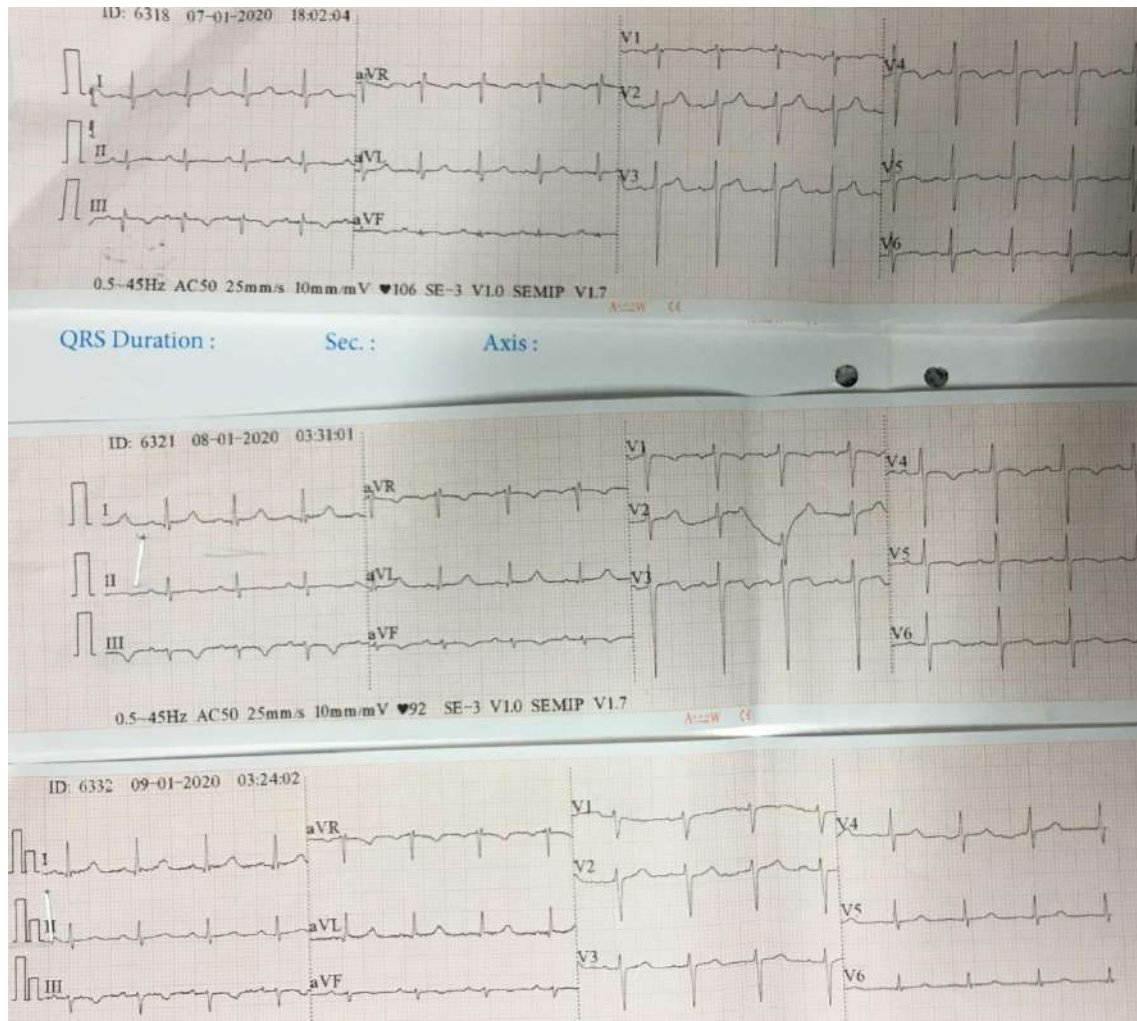 ID: 6318 07-01-2020 18:02:04
I aVR V1 V4
II aVL V2 V5
III aVF V3 V6
0.5~45Hz AC50 25mm/s 10mm/mV ♥106 SE-3 V1.0 SEMIP V1.7
QRS Duration : Sec. : Axis :
ID: 6321 08-01-2020 03:31:01
I aVR V1 V4
II aVL V2 V5
III aVF V3 V6
0.5~45Hz AC50 25mm/s 10mm/mV ♥92 SE-3 V1.0 SEMIP V1.7
ID: 6332 09-01-2020 03:24:02
I aVR V1 V4
II aVL V2 V5
III aVF V3 V6